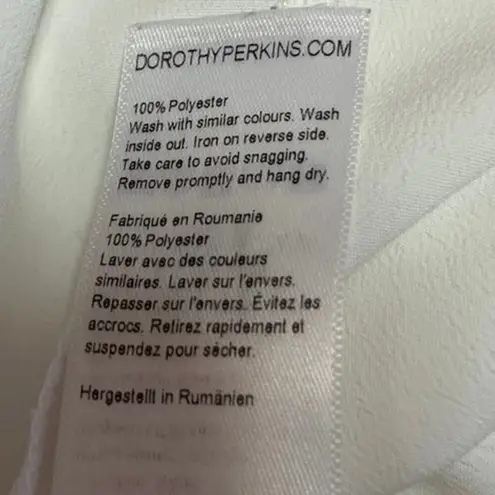 DOROTHYPERKINS.COM
100% Polyester
Wash with similar colours. Wash
inside out. Iron on reverse side.
Take care to avoid snagging.
Remove promptly and hang dry.
Fabriqué en Roumanie
100% Polyester
Laver avec des couleurs
similaires. Laver sur l'envers.
Repasser sur l'envers. Évitez les
accrocs. Retirez rapidement et
suspendez pour sécher.
Hergestellt in Rumänien